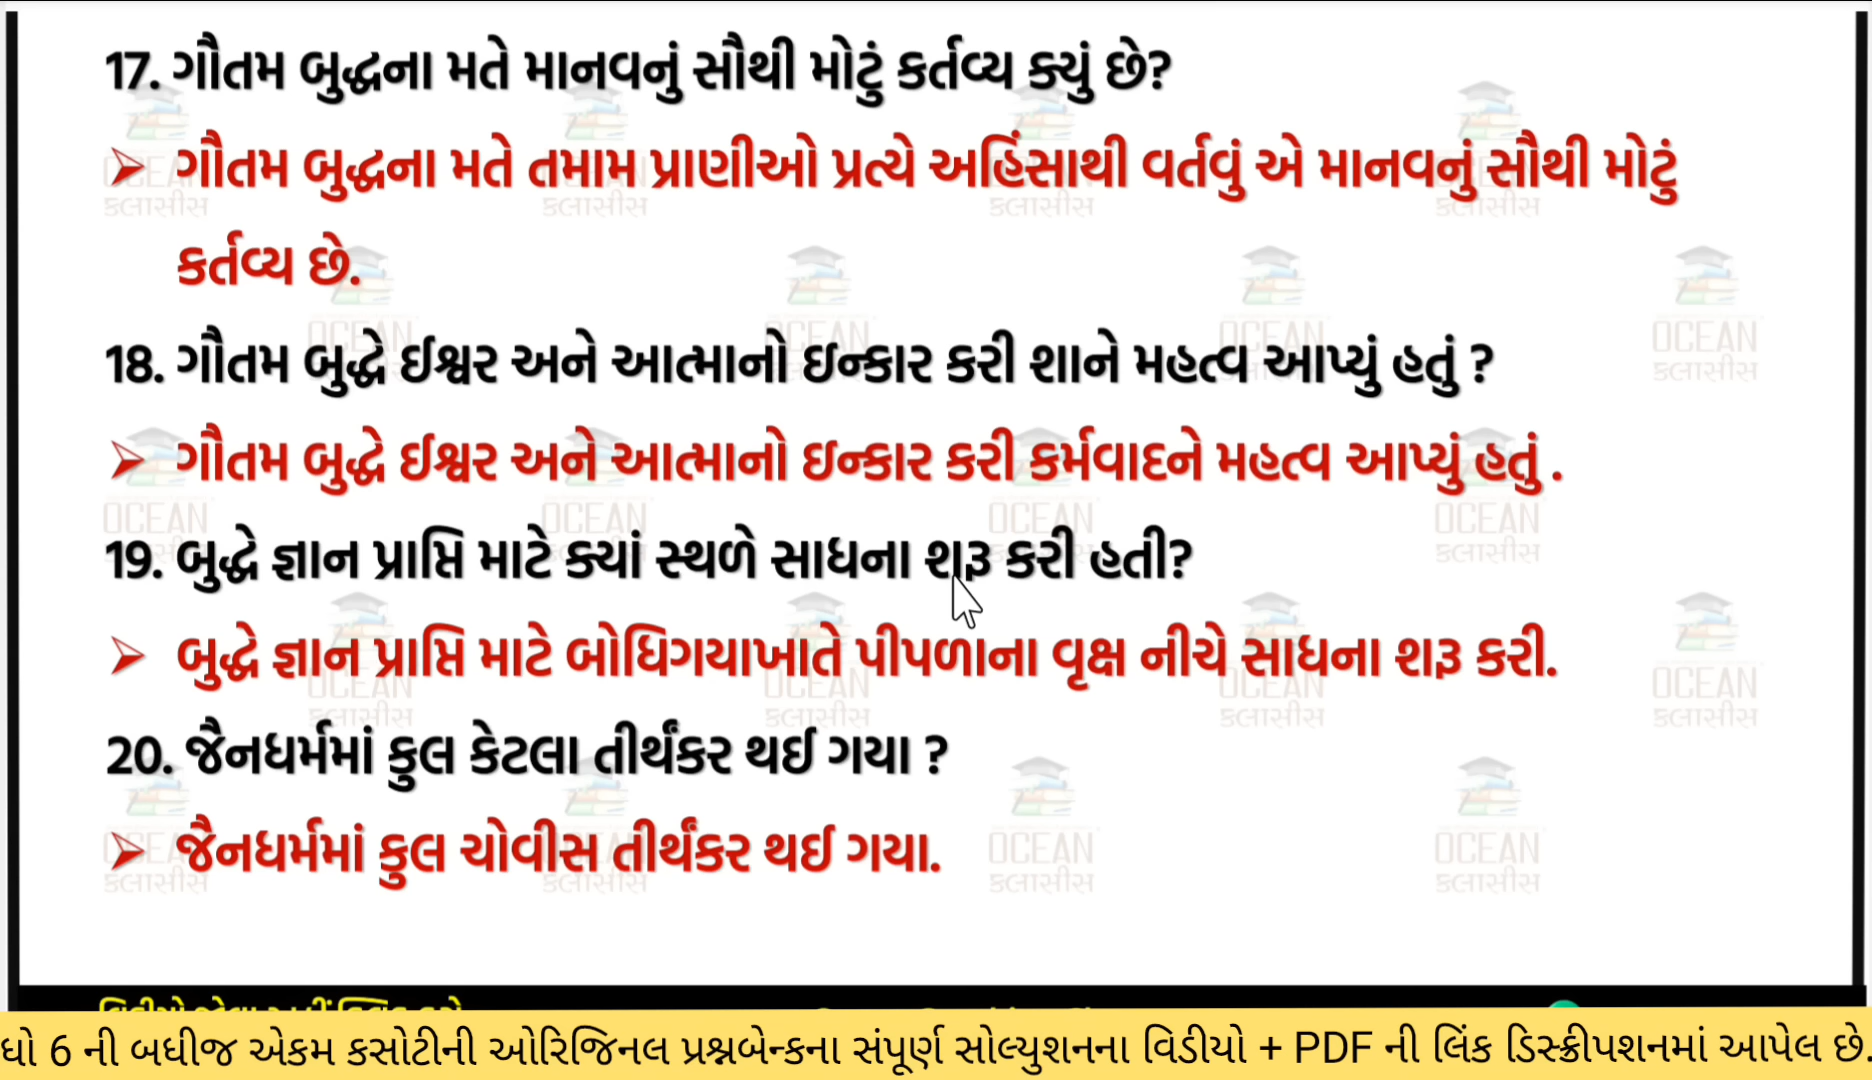 17. ગૌતમ બુદ્ધના મતે માનવનું સૌથી મોટું કર્તવ્ય ક્યું છે?
➢ ગૌતમ બુદ્ધના મતે તમામ પ્રાણીઓ પ્રત્યે અહિંસાથી વર્તવું એ માનવનું સૌથી મોટું
કર્તવ્ય છે.
18. ગૌતમ બુદ્ધે ઈશ્વર અને આત્માનો ઇન્કાર કરી શાને મહત્વ આપ્યું હતું ?
➢ ગૌતમ બુદ્ધે ઈશ્વર અને આત્માનો ઇન્કાર કરી કર્મવાદને મહત્વ આપ્યું હતું .
19. બુદ્ધે જ્ઞાન પ્રાપ્તિ માટે ક્યાં સ્થળે સાધના શરૂ કરી હતી?
➢ બુદ્ધે જ્ઞાન પ્રાપ્તિ માટે બોધિગયાખાતે પીપળાના વૃક્ષ નીચે સાધના શરૂ કરી.
20. જૈનધર્મમાં કુલ કેટલા તીર્થંકર થઈ ગયા ?
➢ જૈનધર્મમાં કુલ ચોવીસ તીર્થંકર થઈ ગયા.
OCEAN
કલાસીસ
ધો 6 ની બધીજ એકમ કસોટીની ઓરિજિનલ પ્રશ્નબેન્કના સંપૂર્ણ સોલ્યુશનના વિડીયો + PDF ની લિંક ડિસ્ક્રીપશનમાં આપેલ છે.